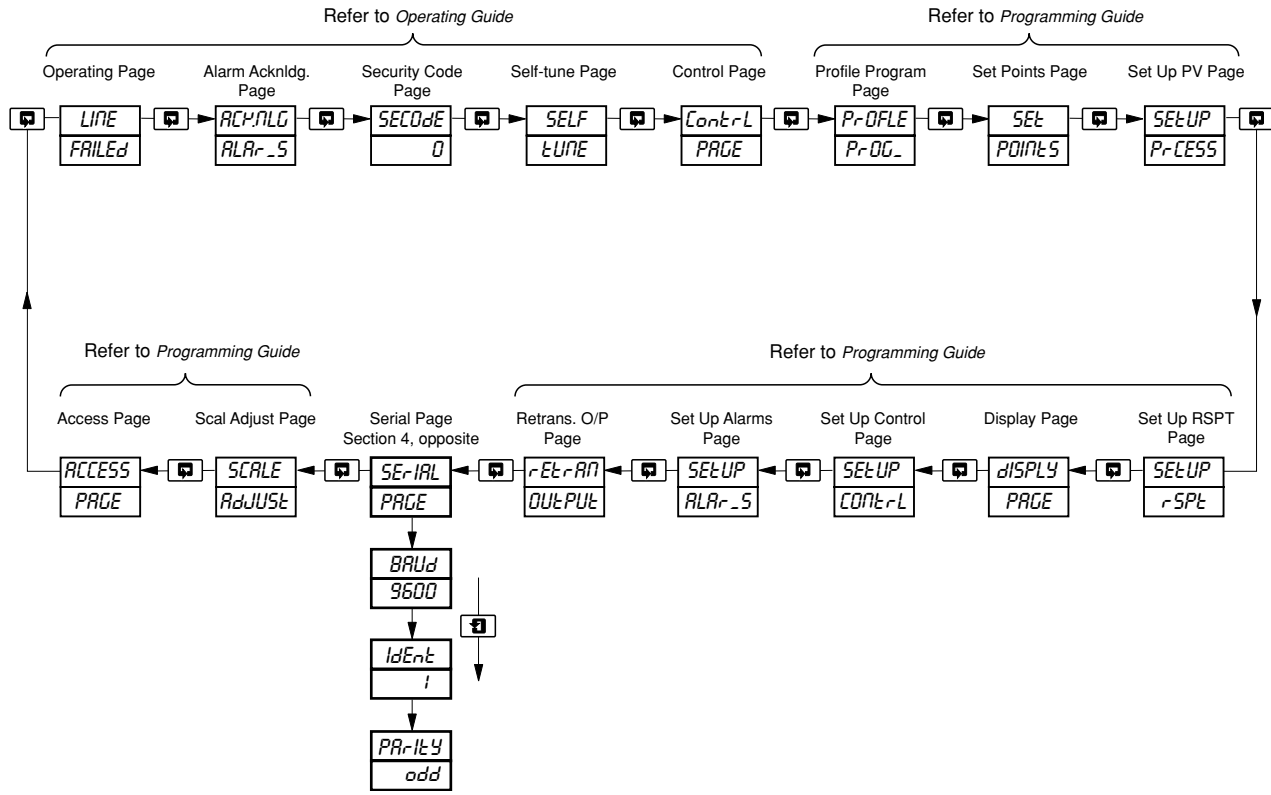 Refer to Operating Guide
Refer to Programming Guide
Operating Page
Alarm Acknldg. Page
Security Code Page
Self-tune Page
Control Page
Profile Program Page
Set Points Page
Set Up PV Page
LINE
FAILEd
ACKNLG
ALAr_S
SECOdE
0
SELF
tUNE
ContrL
PAGE
PrOFLE
PrOG_
SEt
POINtS
SEtUP
PrCESS
Refer to Programming Guide
Refer to Programming Guide
Access Page
Scal Adjust Page
Serial Page
Section 4, opposite
Retrans. O/P Page
Set Up Alarms Page
Set Up Control Page
Display Page
Set Up RSPT Page
ACCESS
PAGE
SCALE
AdJUSt
SErIAL
PAGE
rEtrAN
OUtPUt
SEtUP
ALAr_S
SEtUP
CONtrL
dISPLY
PAGE
SEtUP
rSPt
BAUd
9600
IdEnt
1
PArItY
odd